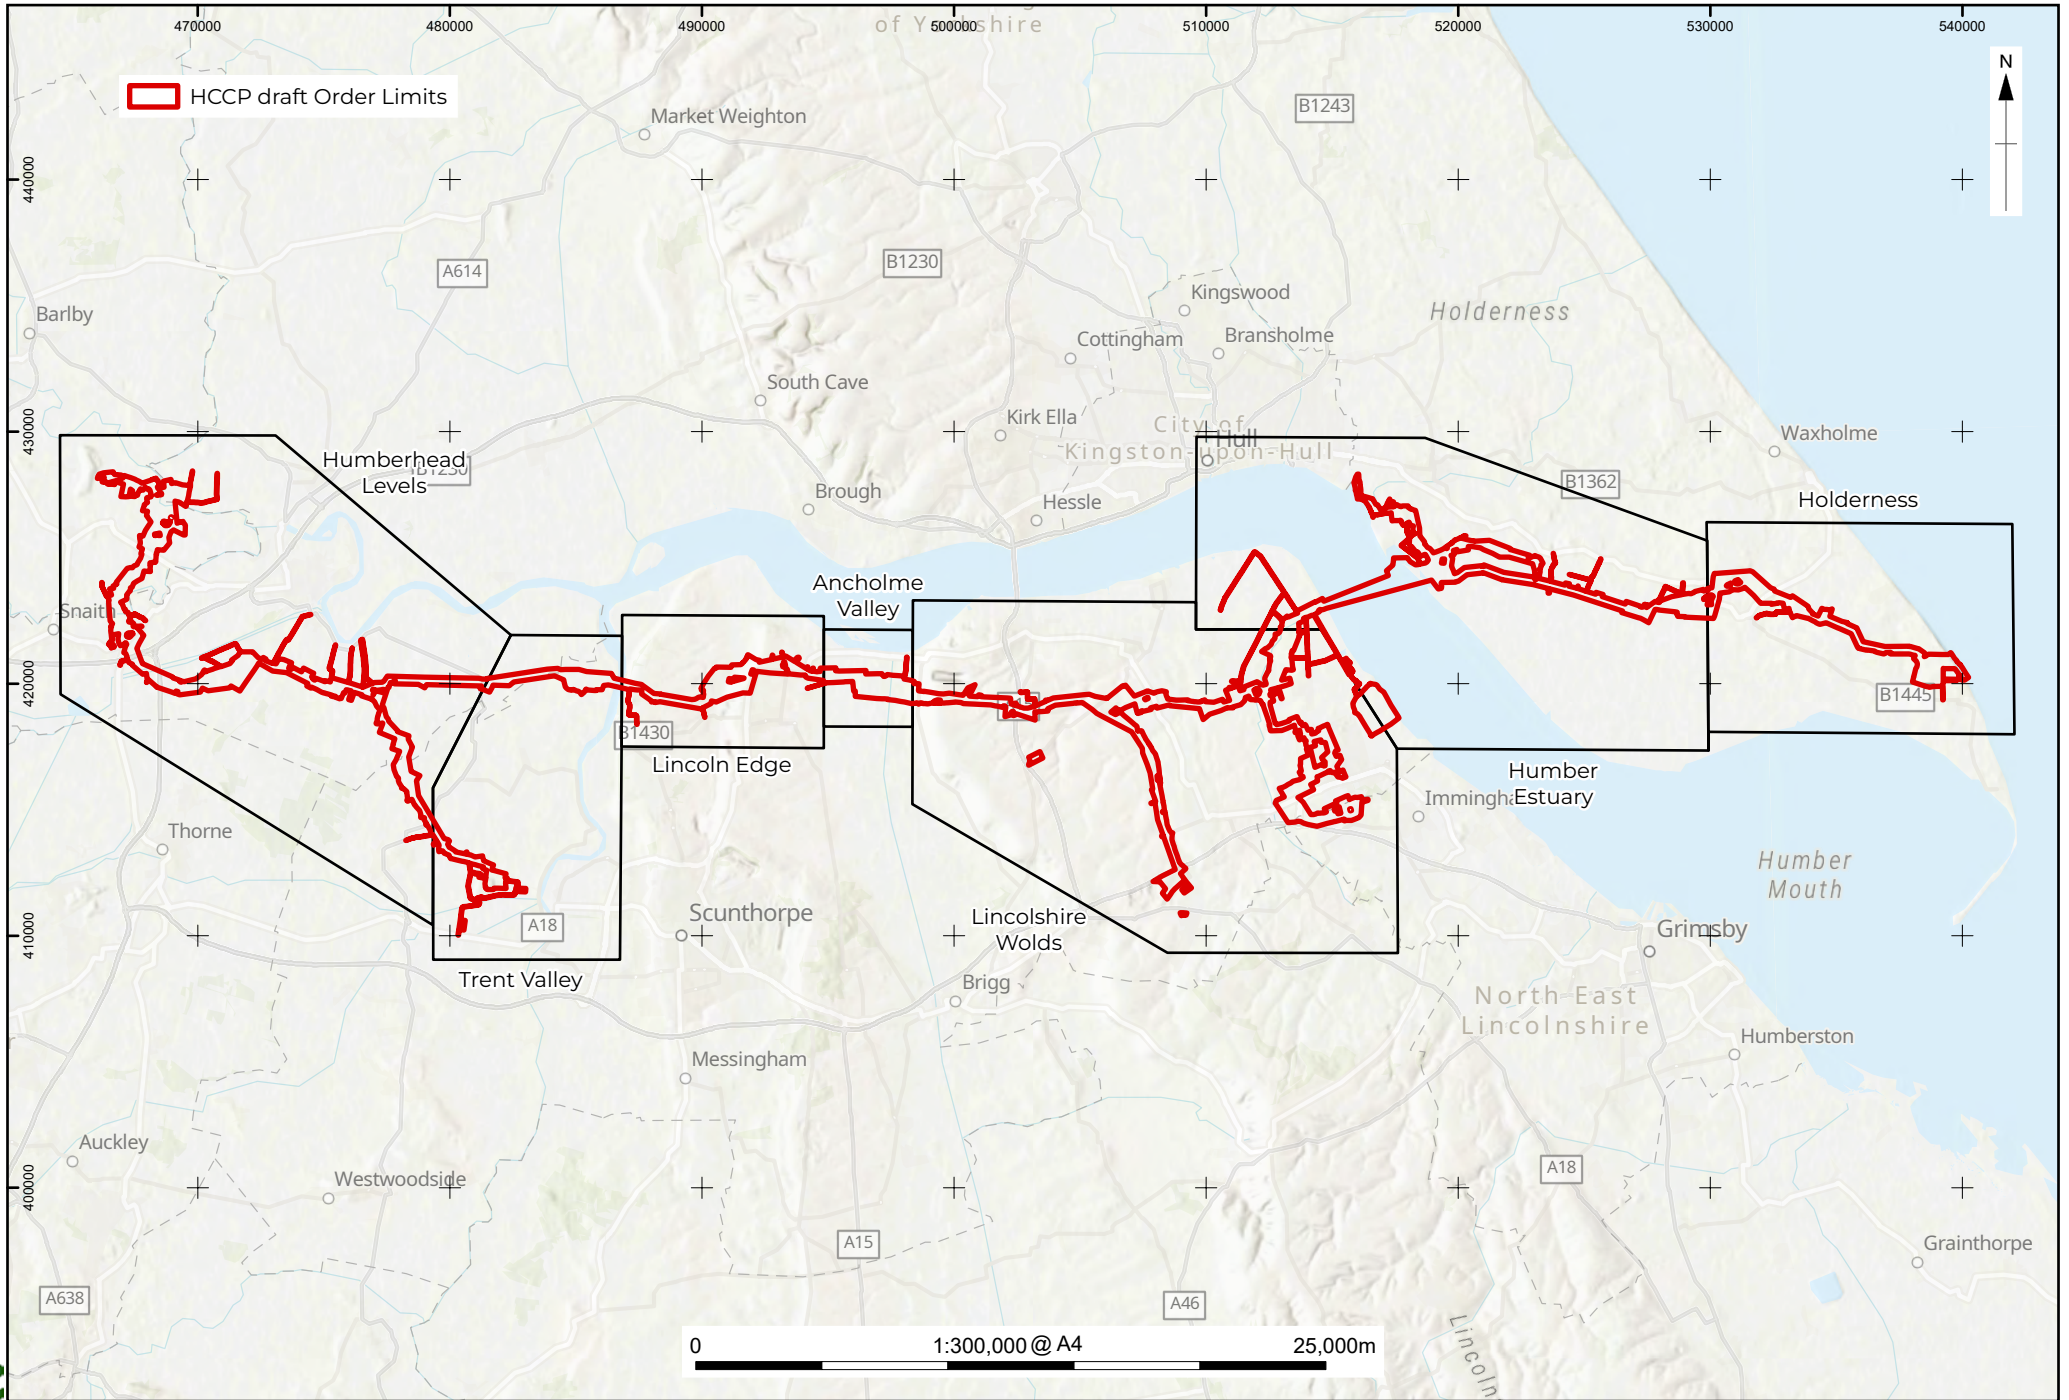 470000
480000
490000
500000
510000
520000
530000
540000
of Yorkshire
N
HCCP draft Order Limits
B1243
Market Weighton
440000
A614
B1230
Kingswood
Holderness
Barlby
Cottingham
Bransholme
South Cave
Kirk Ella
430000
City of
Kingston-upon-Hull
Hull
Waxholme
Humberhead
Levels
B1230
B1362
Brough
Hessle
Holderness
Ancholme
Valley
Snaith
420000
B1445
B1430
Lincoln Edge
Humber
Estuary
Immingha
Thorne
Humber
Mouth
Scunthorpe
A18
Lincolshire
Wolds
Grimsby
410000
Trent Valley
Brigg
North East
Lincolnshire
Humberston
Messingham
Auckley
Westwoodside
A18
400000
A15
Grainthorpe
A638
A46
Lincoln
0
1:300,000 @ A4
25,000m